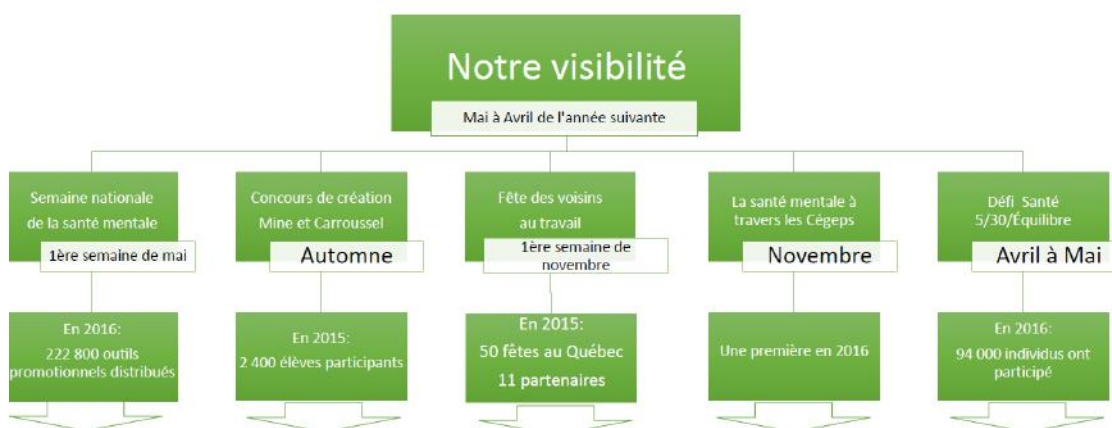 Notre visibilité
Mai à Avril de l'année suivante
Semaine nationale
de la santé mentale
1ère semaine de mai
Concours de création
Mine et Carroussel
Automne
Fête des voisins
au travail
1ère semaine de
novembre
La santé mentale à
travers les Cégeps
Novembre
Défi Santé
5/30/Équilibre
Avril à Mai
En 2016:
222 800 outils
promotionnels distribués
En 2015:
2 400 élèves participants
En 2015:
50 fêtes au Québec
11 partenaires
Une première en 2016
En 2016:
94 000 individus ont
participé